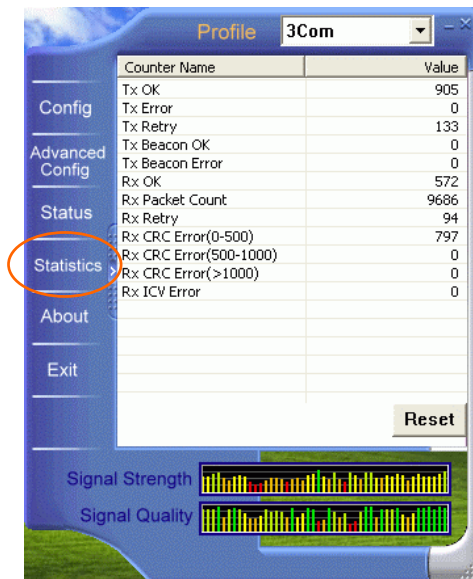 Profile 3Com
Counter Name Value
Tx OK 905
Tx Error 0
Tx Retry 133
Tx Beacon OK 0
Tx Beacon Error 0
Rx OK 572
Rx Packet Count 9686
Rx Retry 94
Rx CRC Error(0-500) 797
Rx CRC Error(500-1000) 0
Rx CRC Error(>1000) 0
Rx ICV Error 0
Config
Advanced
Config
Status
Statistics
About
Exit
Reset
Signal Strength
Signal Quality